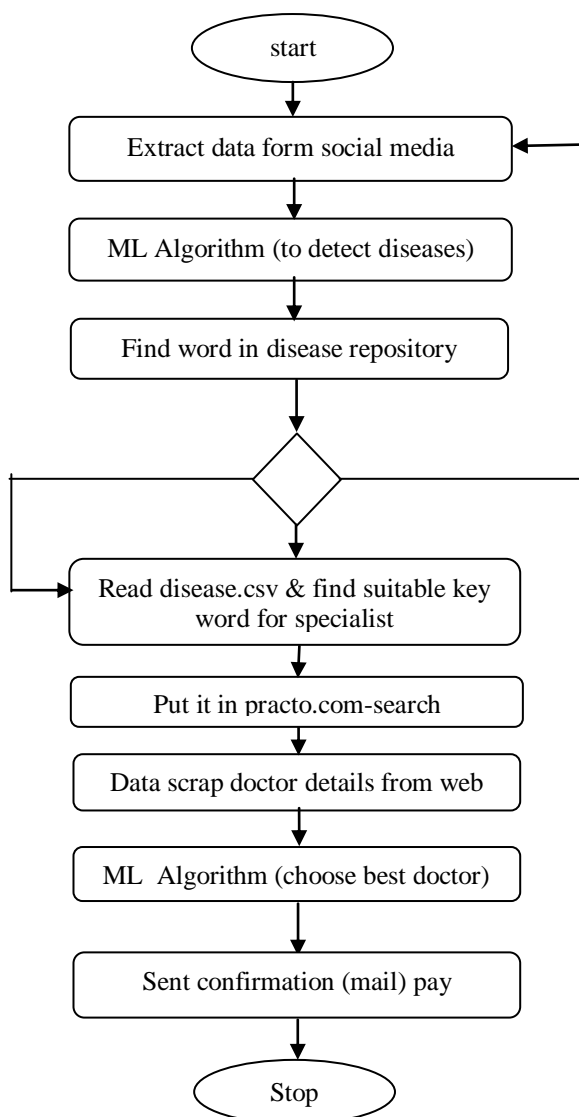 start
Extract data form social media
ML Algorithm (to detect diseases)
Find word in disease repository
Read disease.csv & find suitable key
word for specialist
Put it in practo.com-search
Data scrap doctor details from web
ML Algorithm (choose best doctor)
Sent confirmation (mail) pay
Stop